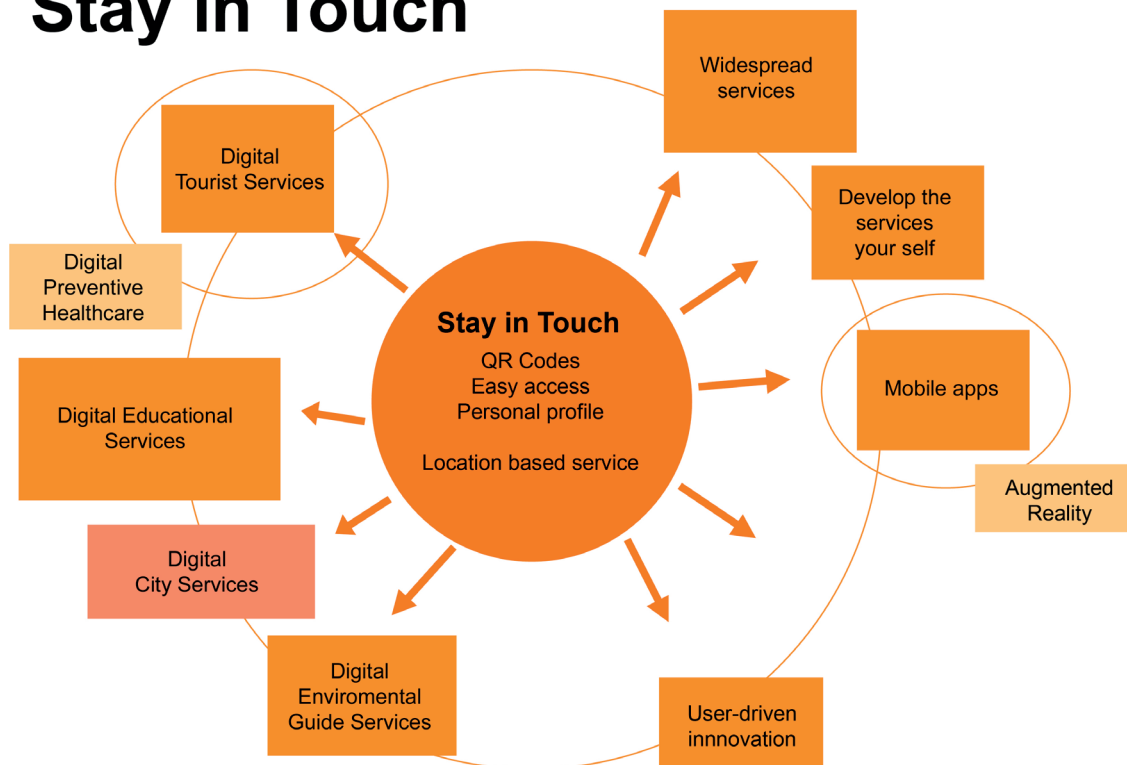 Stay in Touch
Widespread
services
Digital
Tourist Services
Develop the
services
your self
Digital
Preventive
Healthcare
Stay in Touch
QR Codes
Easy access
Personal profile
Location based service
Mobile apps
Digital Educational
Services
Augmented
Reality
Digital
City Services
Digital
Enviromental
Guide Services
User-driven
innnovation